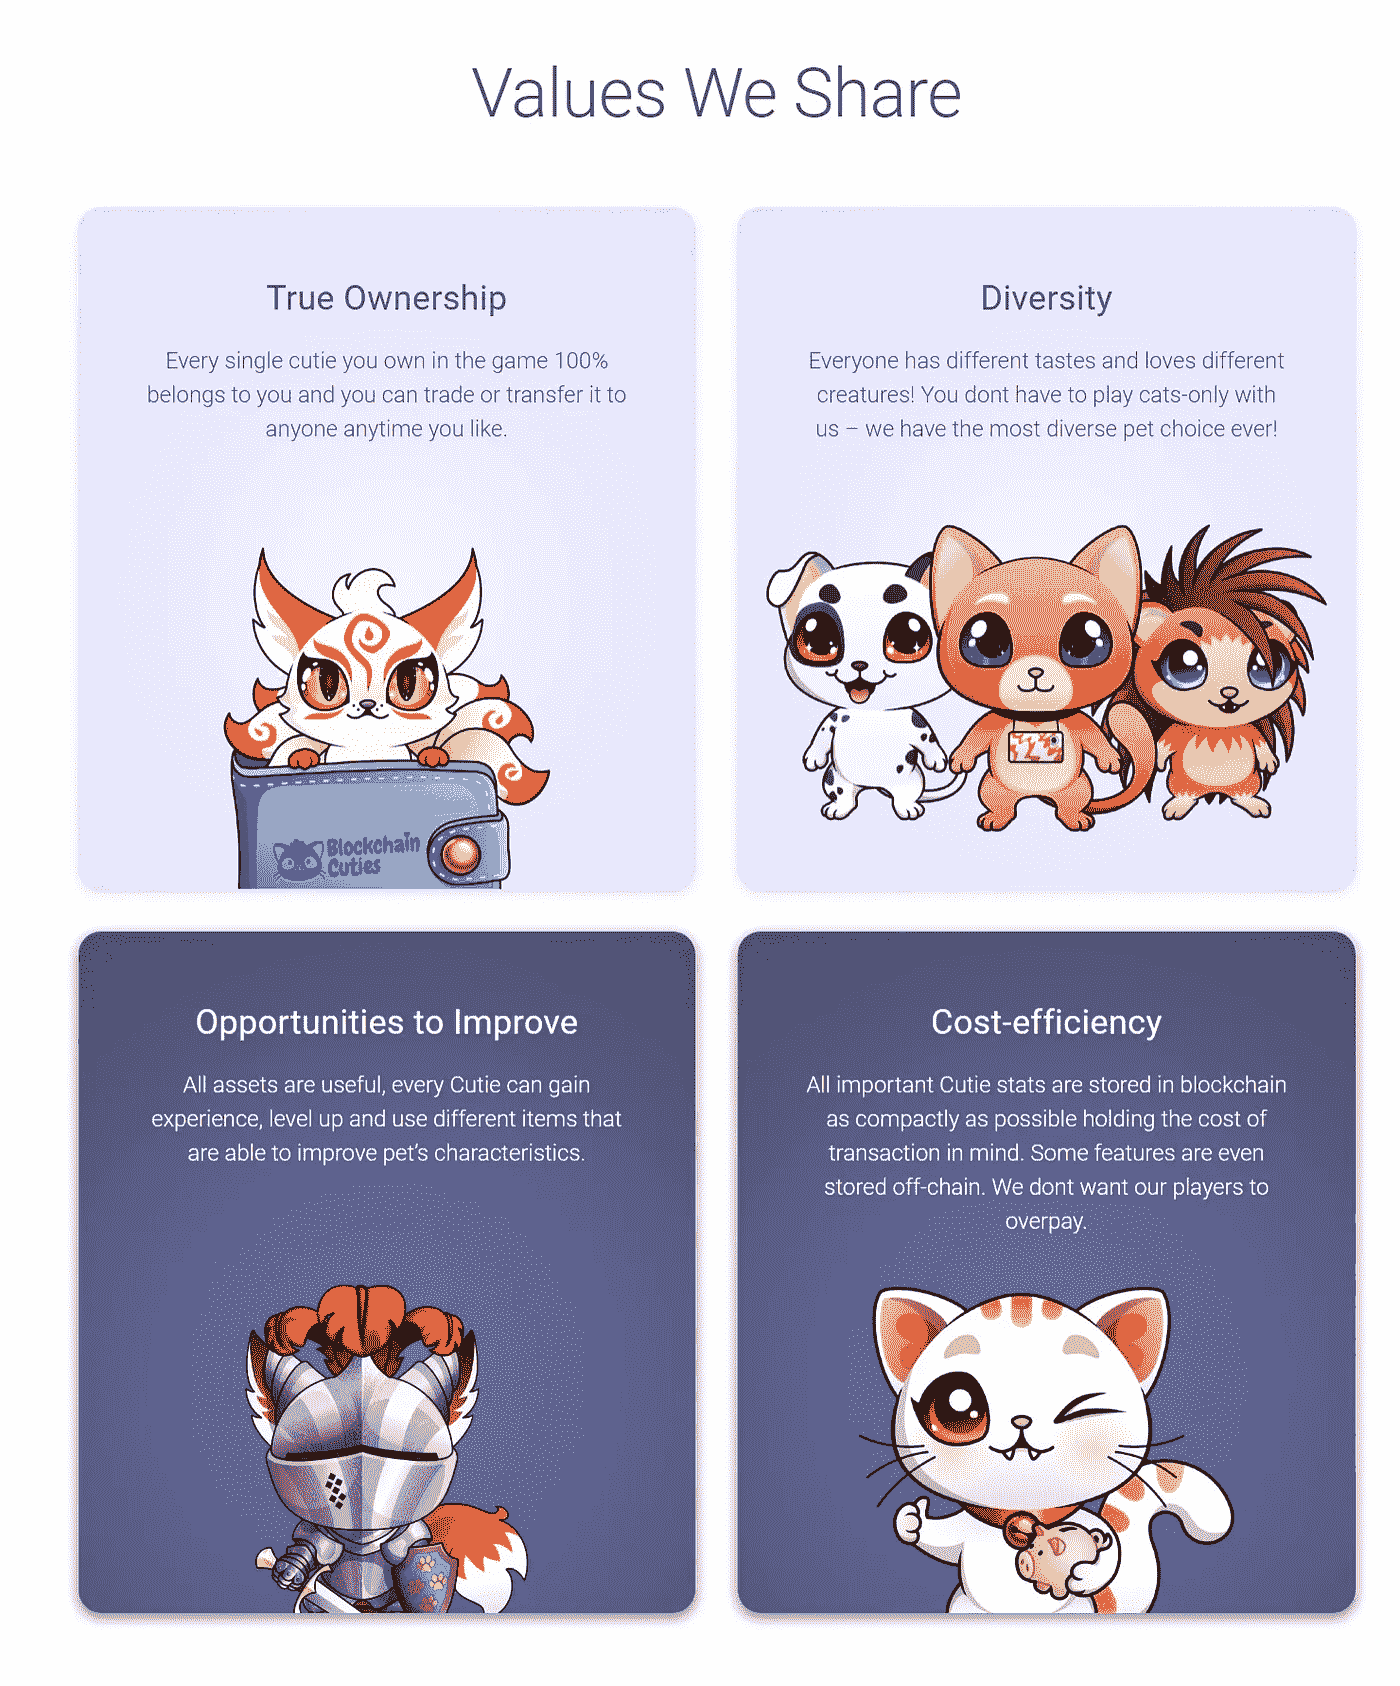 Values We Share
True Ownership
Every single cutie you own in the game 100%
belongs to you and you can trade or transfer it to
anyone anytime you like.
Blockchain
Cuties
Diversity
Everyone has different tastes and loves different
creatures! You dont have to play cats-only with
us – we have the most diverse pet choice ever!
Opportunities to Improve
All assets are useful, every Cutie can gain
experience, level up and use different items that
are able to improve pet’s characteristics.
Cost-efficiency
All important Cutie stats are stored in blockchain
as compactly as possible holding the cost of
transaction in mind. Some features are even
stored off-chain. We dont want our players to
overpay.